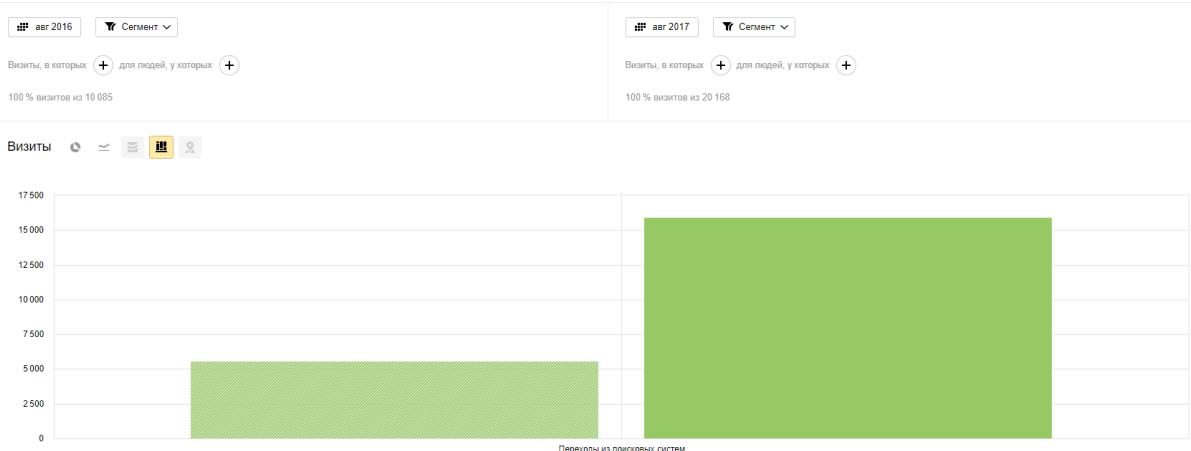 авг 2016 Сегмент
Визиты, в которых + для людей, у которых +
100 % визитов из 10 085
авг 2017 Сегмент
Визиты, в которых + для людей, у которых +
100 % визитов из 20 168
Визиты
17 500
15 000
12 500
10 000
7 500
5 000
2 500
0
Переходы из поисковых систем